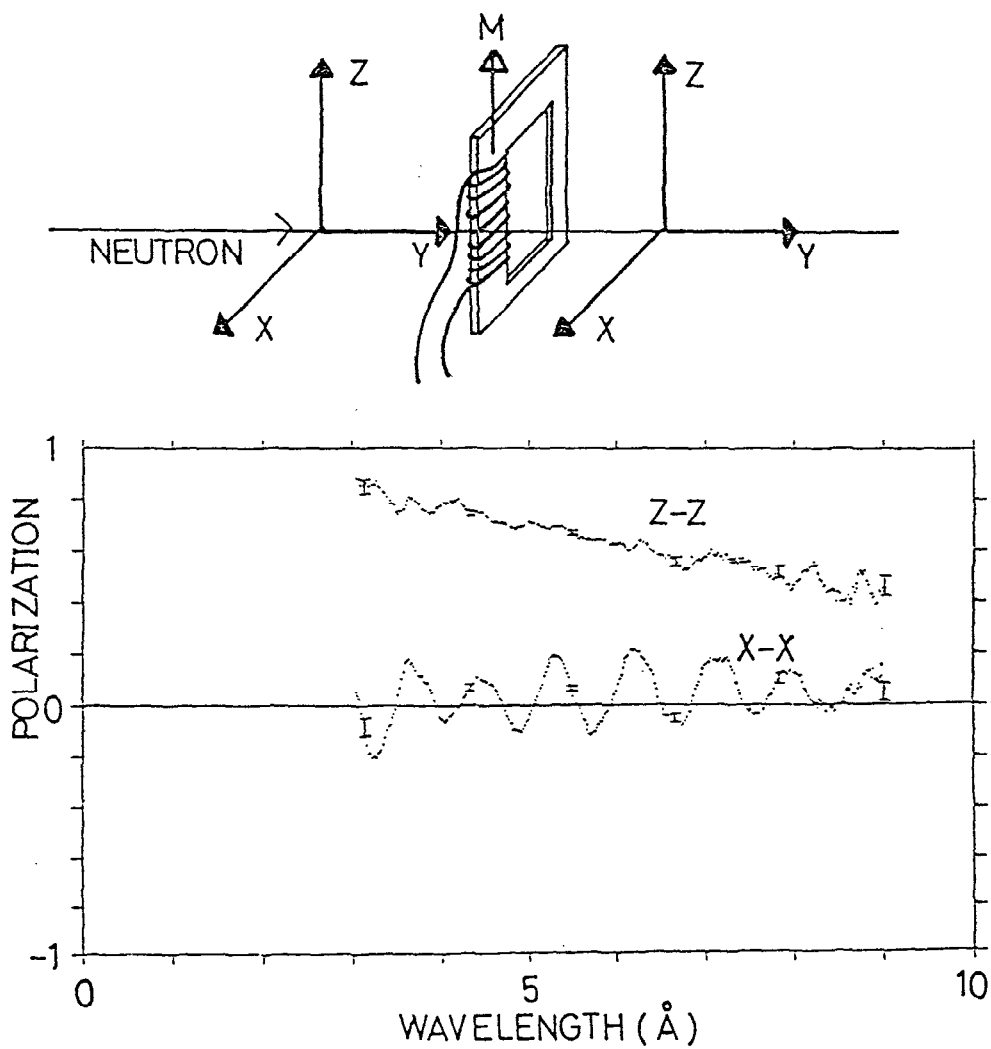 M
Z
Z
NEUTRON
Y
Y
X
X
1
POLARIZATION
Z-Z
X-X
0
-1
0
5
10
WAVELENGTH (Å)